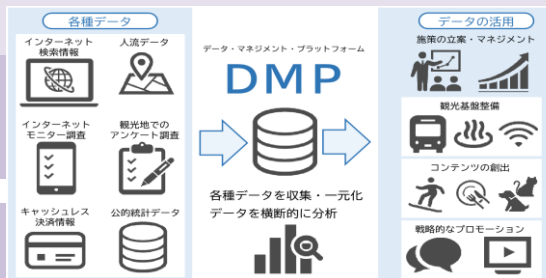 各種データ
インターネット
検索情報
人流データ
インターネット
モニター調査
観光地での
アンケート調査
キャッシュレス
決済情報
公的統計データ
データ・マネジメント・プラットフォーム
DMP
各種データを収集・一元化
データを横断的に分析
データの活用
施策の立案・マネジメント
観光基盤整備
コンテンツの創出
戦略的なプロモーション